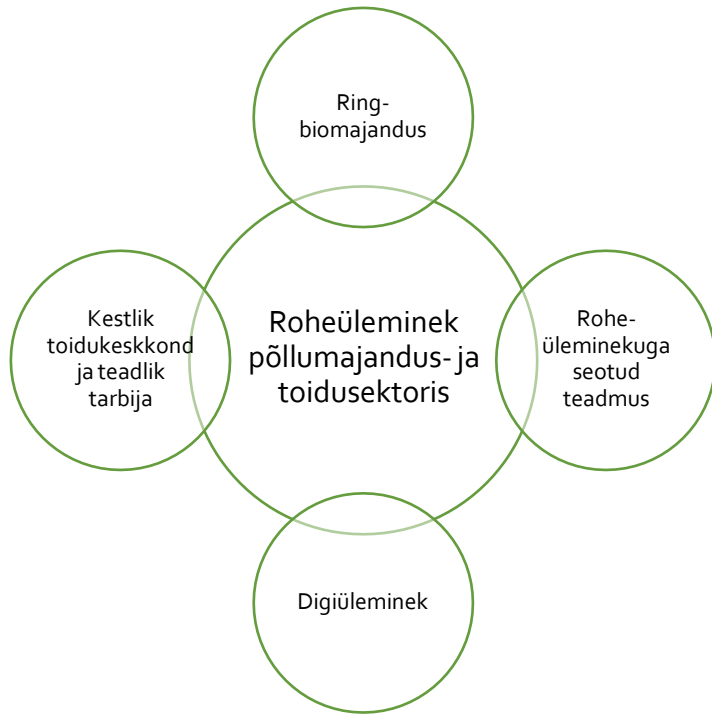 Ring-
biomajandus
Kestlik
toidukeskkond
ja teadlik
tarbija
Roheüleminek
põllumajandus- ja
toidusektoris
Rohe-
üleminekuga
seotud
teadmus
Digiüleminek